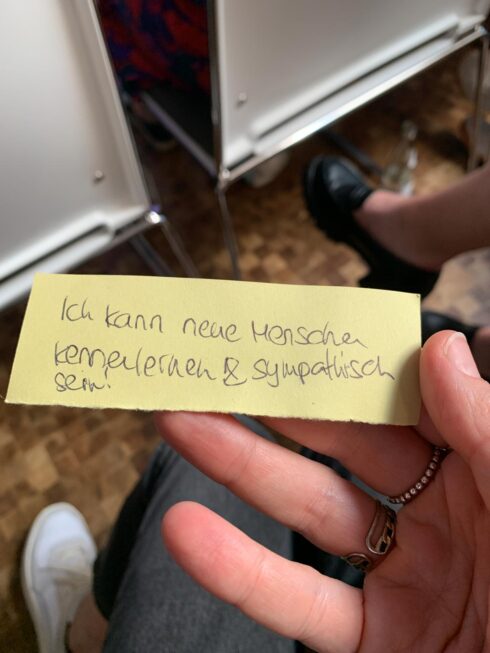 Ich kann neue Menschen
kennenlernen & sympathisch
sein.